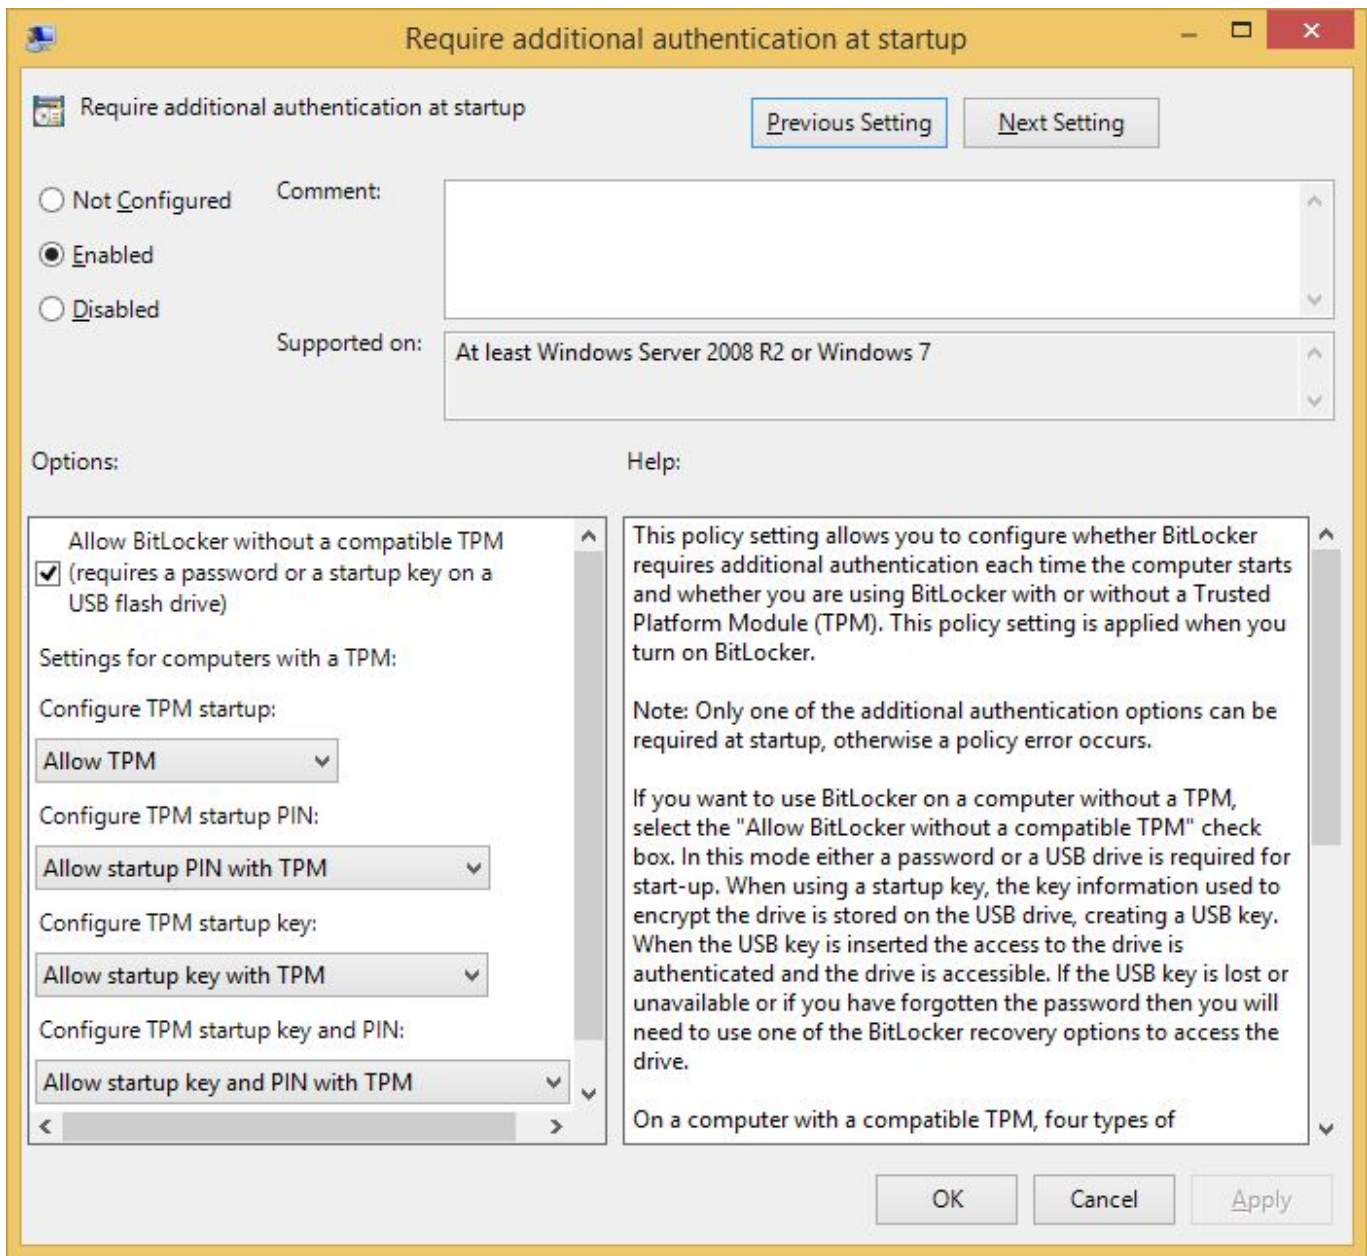 Require additional authentication at startup
Require additional authentication at startup
Previous Setting
Next Setting
Not Configured
Enabled
Disabled
Comment:
Supported on:
At least Windows Server 2008 R2 or Windows 7
Options:
Help:
Allow BitLocker without a compatible TPM
(requires a password or a startup key on a
USB flash drive)
Settings for computers with a TPM:
Configure TPM startup:
Allow TPM
Configure TPM startup PIN:
Allow startup PIN with TPM
Configure TPM startup key:
Allow startup key with TPM
Configure TPM startup key and PIN:
Allow startup key and PIN with TPM
This policy setting allows you to configure whether BitLocker
requires additional authentication each time the computer starts
and whether you are using BitLocker with or without a Trusted
Platform Module (TPM). This policy setting is applied when you
turn on BitLocker.
Note: Only one of the additional authentication options can be
required at startup, otherwise a policy error occurs.
If you want to use BitLocker on a computer without a TPM,
select the "Allow BitLocker without a compatible TPM" check
box. In this mode either a password or a USB drive is required for
start-up. When using a startup key, the key information used to
encrypt the drive is stored on the USB drive, creating a USB key.
When the USB key is inserted the access to the drive is
authenticated and the drive is accessible. If the USB key is lost or
unavailable or if you have forgotten the password then you will
need to use one of the BitLocker recovery options to access the
drive.
On a computer with a compatible TPM, four types of
OK
Cancel
Apply